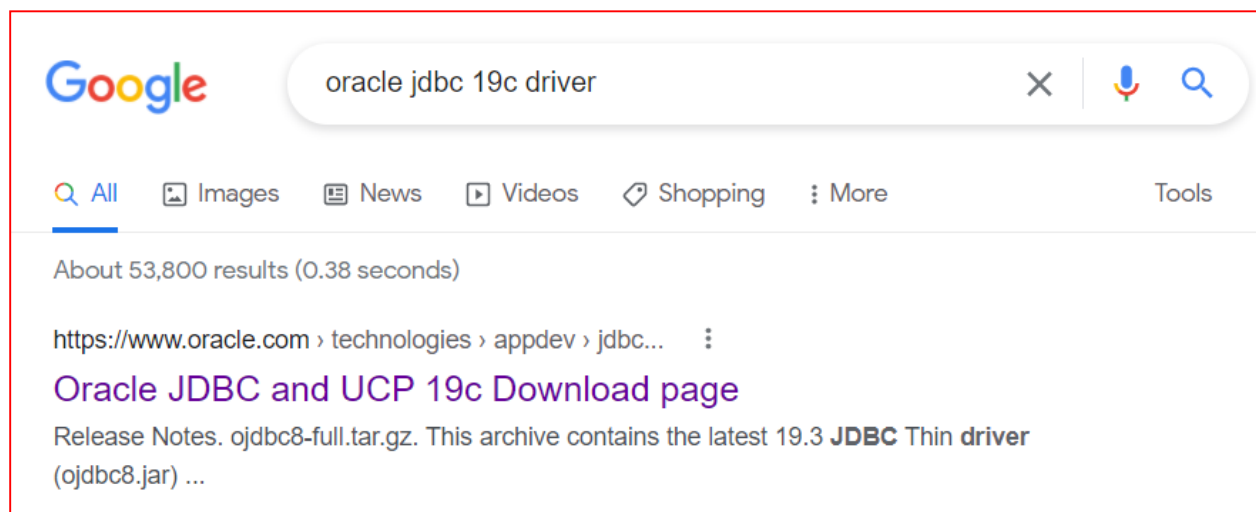 Google
oracle jdbc 19c driver
All Images News Videos Shopping More Tools
About 53,800 results (0.38 seconds)
https://www.oracle.com › technologies › appdev › jdbc...
Oracle JDBC and UCP 19c Download page
Release Notes. ojdbc8-full.tar.gz. This archive contains the latest 19.3 JDBC Thin driver
(ojdbc8.jar) ...